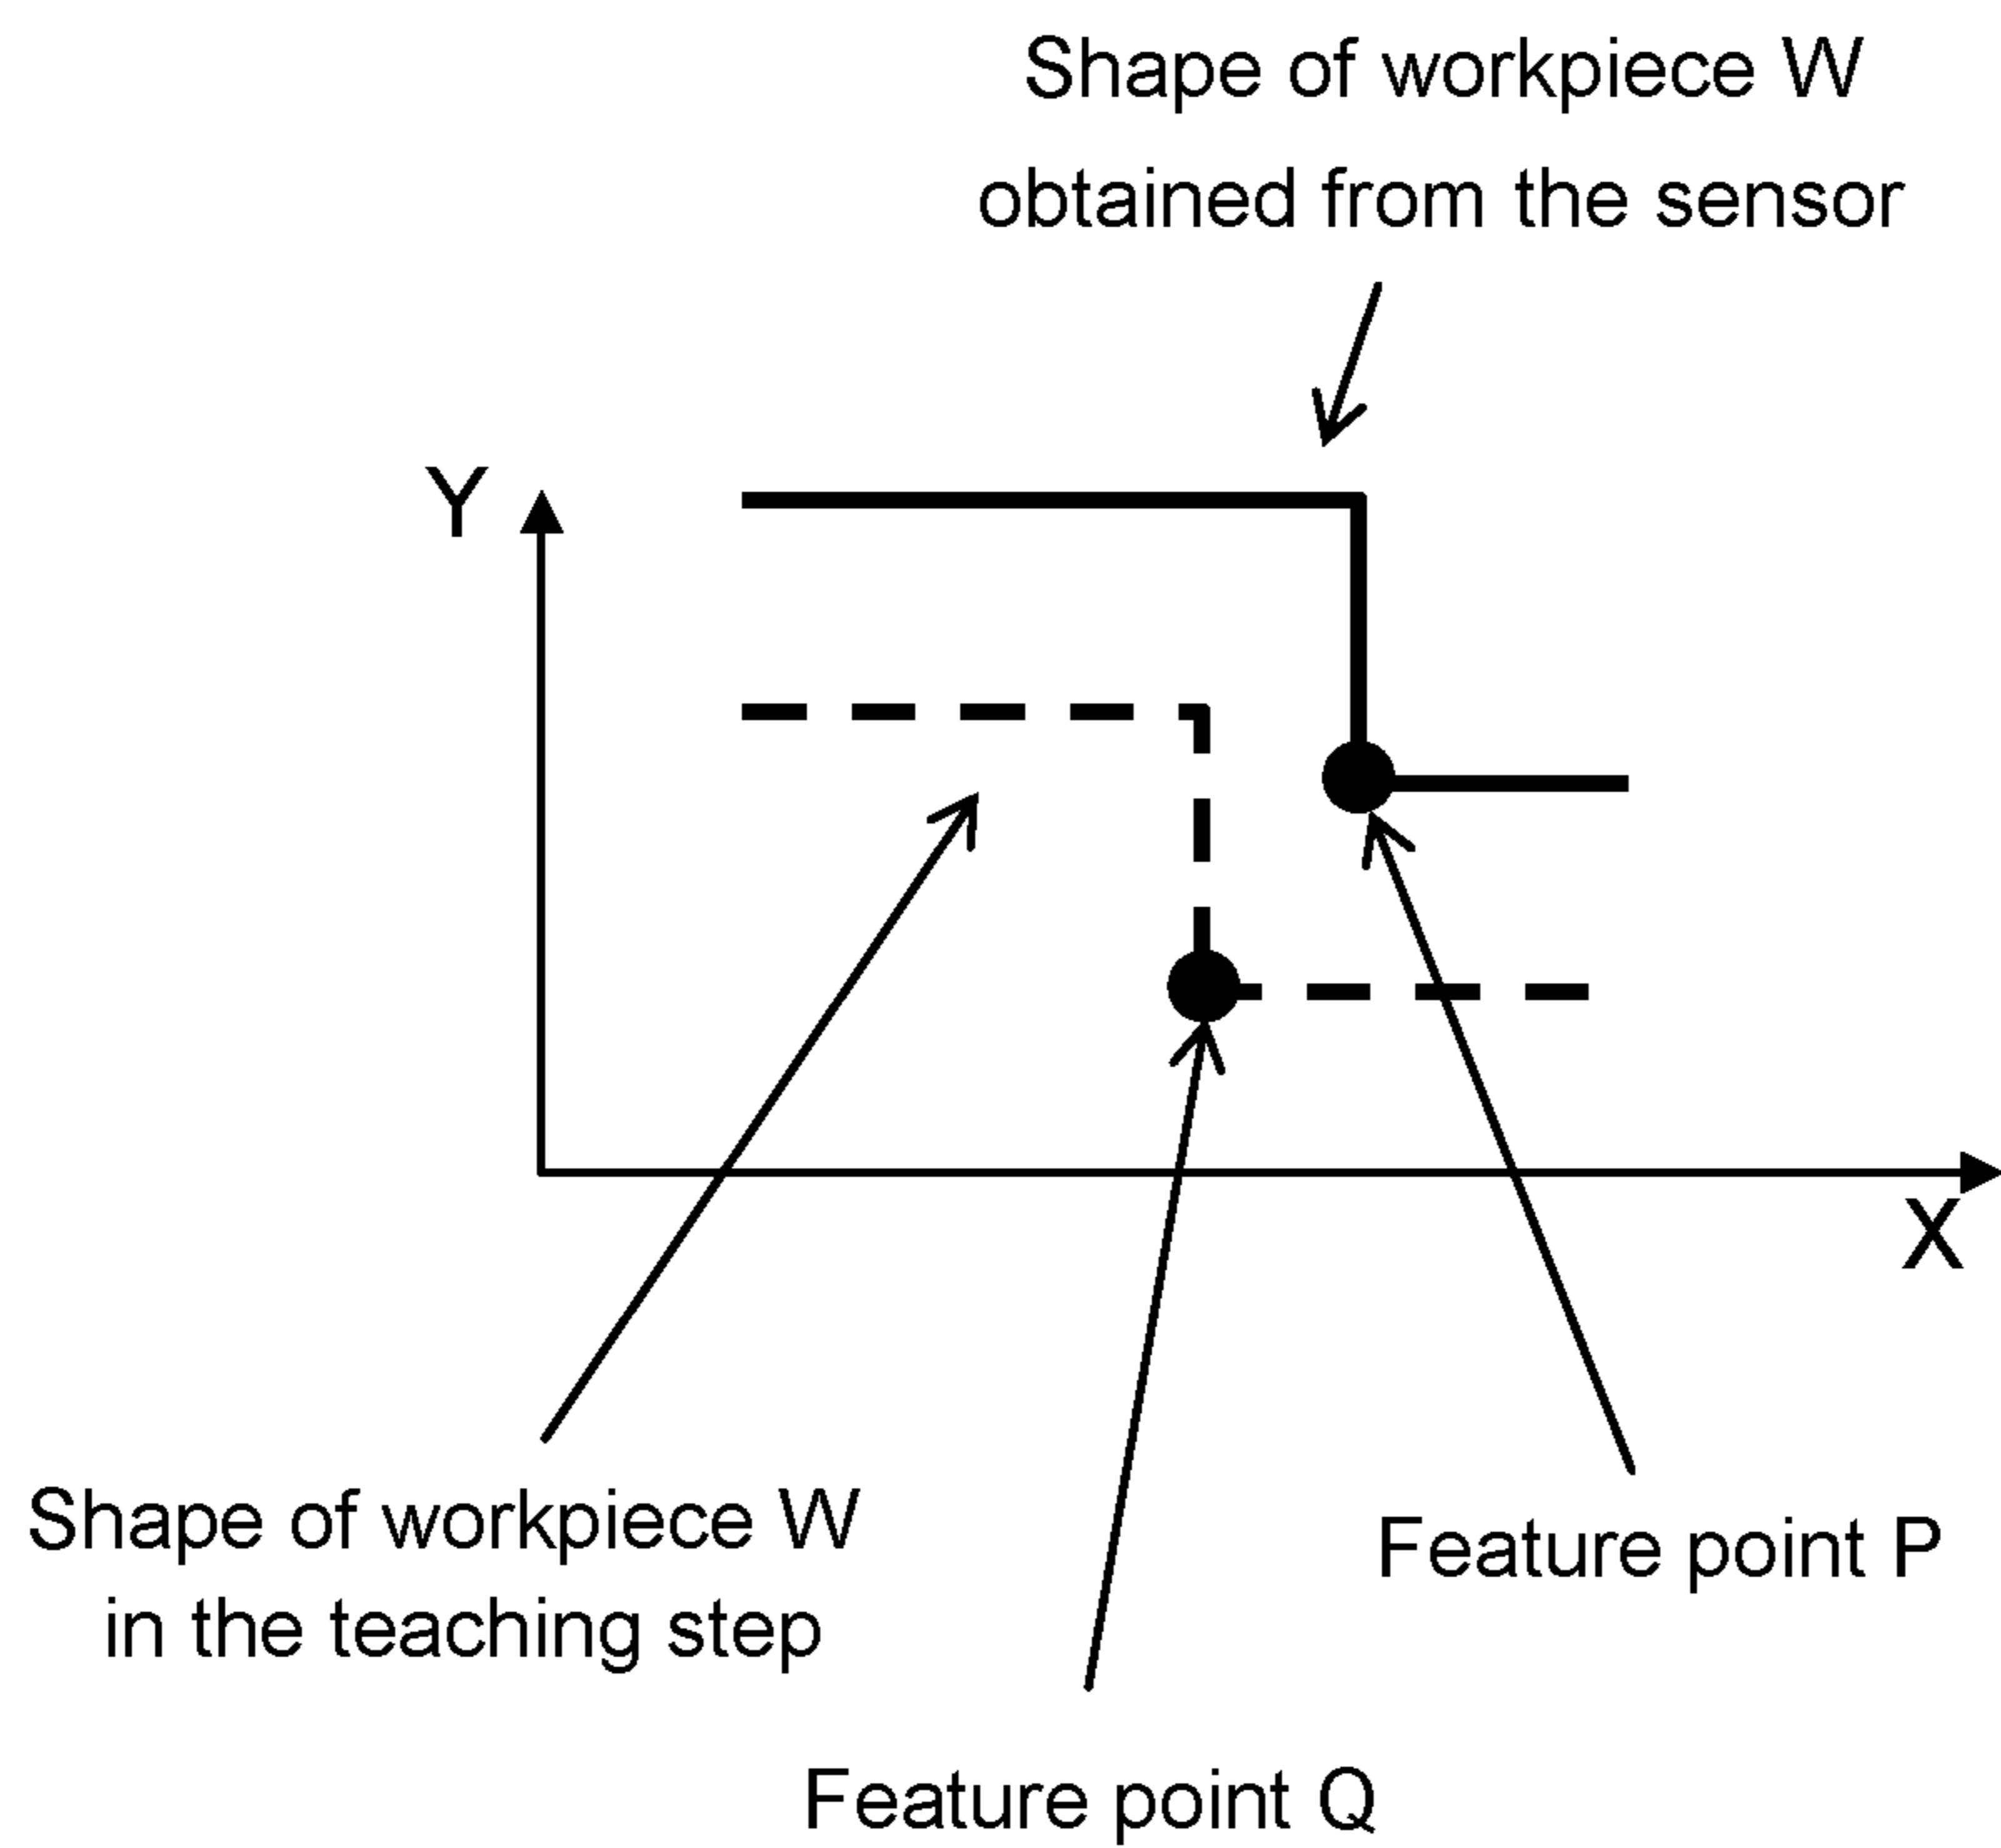 Shape of workpiece W
obtained from the sensor
Y
X
Shape of workpiece W
in the teaching step
Feature point P
Feature point Q